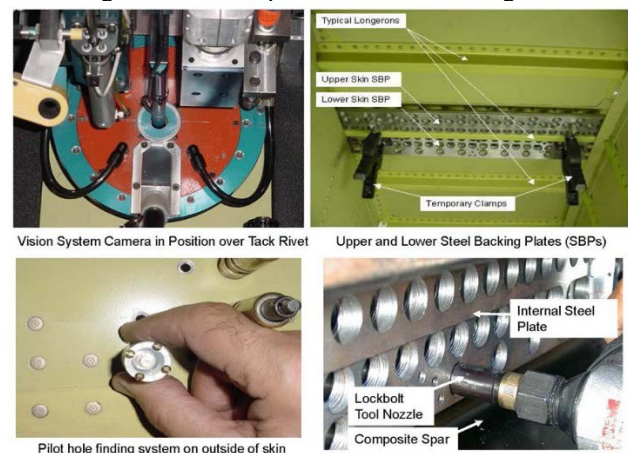 Typical Longerons
Upper Skin SBP
Lower Skin SBP
Temporary Clamps
Vision System Camera in Position over Tack Rivet
Upper and Lower Steel Backing Plates (SBPs)
Internal Steel
Plate
Lockbolt
Tool Nozzle
Composite Spar
Pilot hole finding system on outside of skin